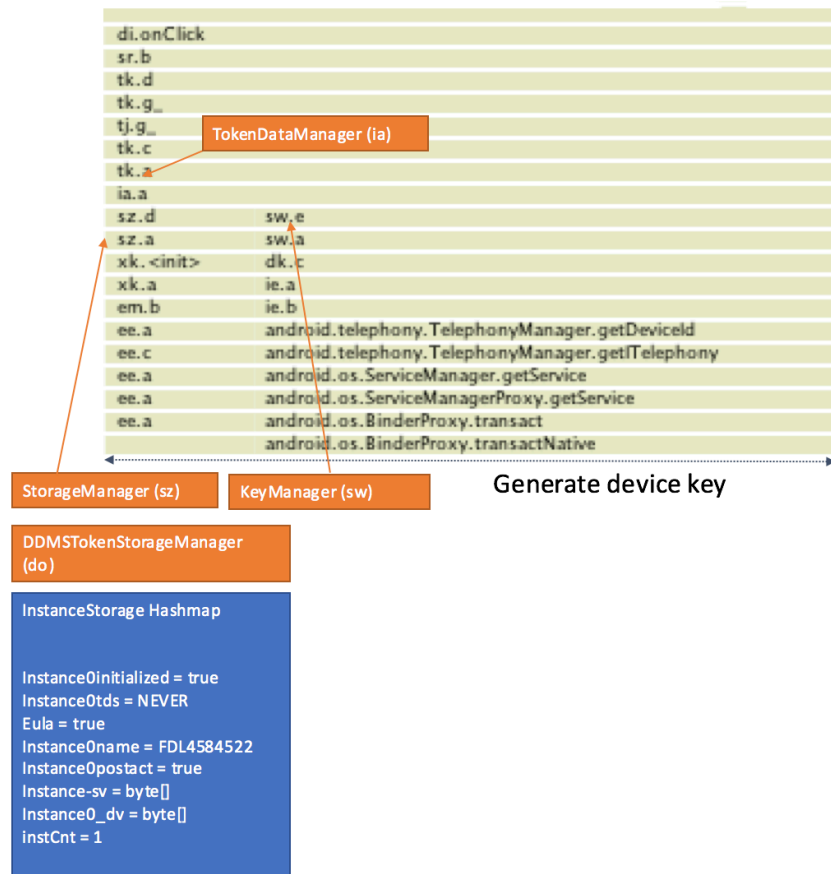 di.onClick
sr.b
tk.d
tk.g_
tj.g_
TokenDataManager (ia)
tk.c
tk.a
ia.a
sz.d sw.e
sz.a sw.a
xk.<init> dk.c
xk.a ie.a
em.b ie.b
ee.a android.telephony.TelephonyManager.getDeviceId
ee.c android.telephony.TelephonyManager.getITelephony
ee.a android.os.ServiceManager.getService
ee.a android.os.ServiceManagerProxy.getService
ee.a android.os.BinderProxy.transact
android.os.BinderProxy.transactNative
StorageManager (sz) KeyManager (sw) Generate device key
DDMSTokenStorageManager
(do)
InstanceStorage Hashmap
Instance0initialized = true
Instance0tds = NEVER
Eula = true
Instance0name = FDL4584522
Instance0postact = true
Instance-sv = byte[]
Instance0_dv = byte[]
instCnt = 1